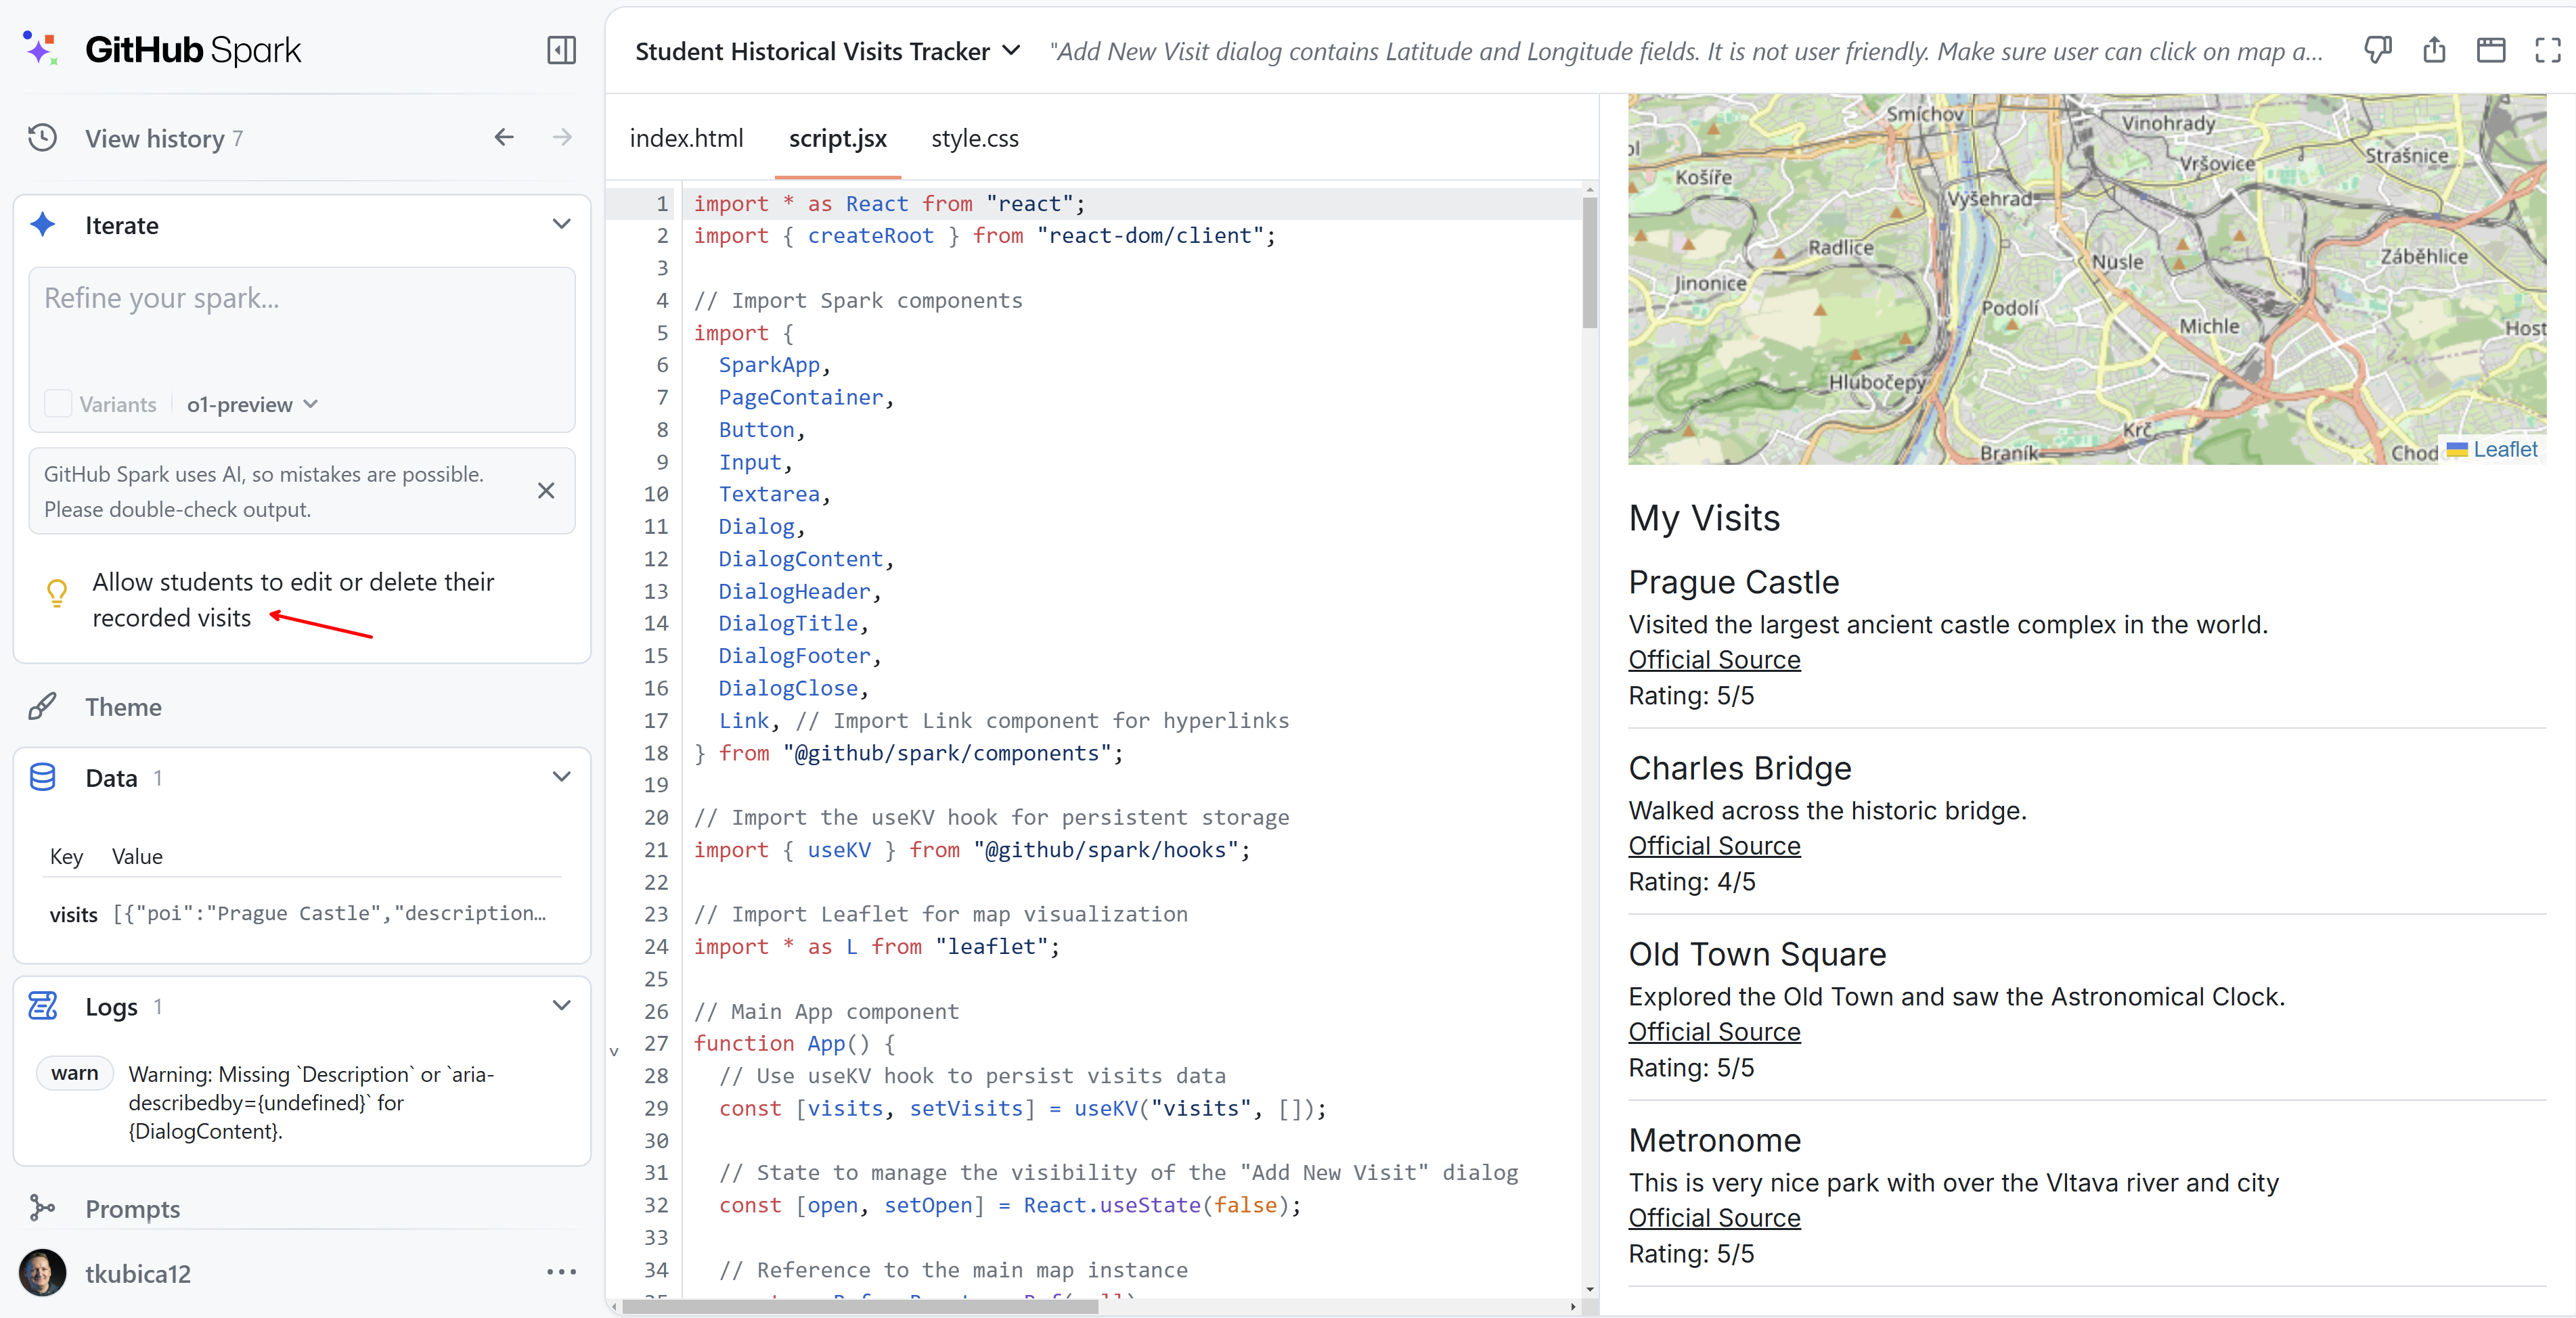 GitHub Spark
View history 7
Iterate
Refine your spark...
Variants
o1-preview
GitHub Spark uses AI, so mistakes are possible.
Please double-check output.
Allow students to edit or delete their
recorded visits
Theme
Data 1
Key Value
visits [{"poi":"Prague Castle","description...
Logs 1
warn
Warning: Missing `Description` or `aria-
describedby={undefined}` for
{DialogContent}.
Prompts
tkubica12
Student Historical Visits Tracker
"Add New Visit dialog contains Latitude and Longitude fields. It is not user friendly. Make sure user can click on map a...
index.html script.jsx style.css
1 import * as React from "react";
2 import { createRoot } from "react-dom/client";
3
4 // Import Spark components
5 import {
6 SparkApp,
7 PageContainer,
8 Button,
9 Input,
10 Textarea,
11 Dialog,
12 DialogContent,
13 DialogHeader,
14 DialogTitle,
15 DialogFooter,
16 DialogClose,
17 Link, // Import Link component for hyperlinks
18 } from "@github/spark/components";
19
20 // Import the useKV hook for persistent storage
21 import { useKV } from "@github/spark/hooks";
22
23 // Import Leaflet for map visualization
24 import * as L from "leaflet";
25
26 // Main App component
27 function App() {
28 // Use useKV hook to persist visits data
29 const [visits, setVisits] = useKV("visits", []);
30
31 // State to manage the visibility of the "Add New Visit" dialog
32 const [open, setOpen] = React.useState(false);
33
34 // Reference to the main map instance
Smíchov
Vinohrady
Vršovice
Strašnice
Košíře
Vyšehrad
Radlice
Nusle
Záběhlice
Jinonice
Podolí
Michle
Host
Hlubočepy
Krč
Braník
Chod
Leaflet
My Visits
Prague Castle
Visited the largest ancient castle complex in the world.
Official Source
Rating: 5/5
Charles Bridge
Walked across the historic bridge.
Official Source
Rating: 4/5
Old Town Square
Explored the Old Town and saw the Astronomical Clock.
Official Source
Rating: 5/5
Metronome
This is very nice park with over the Vltava river and city
Official Source
Rating: 5/5